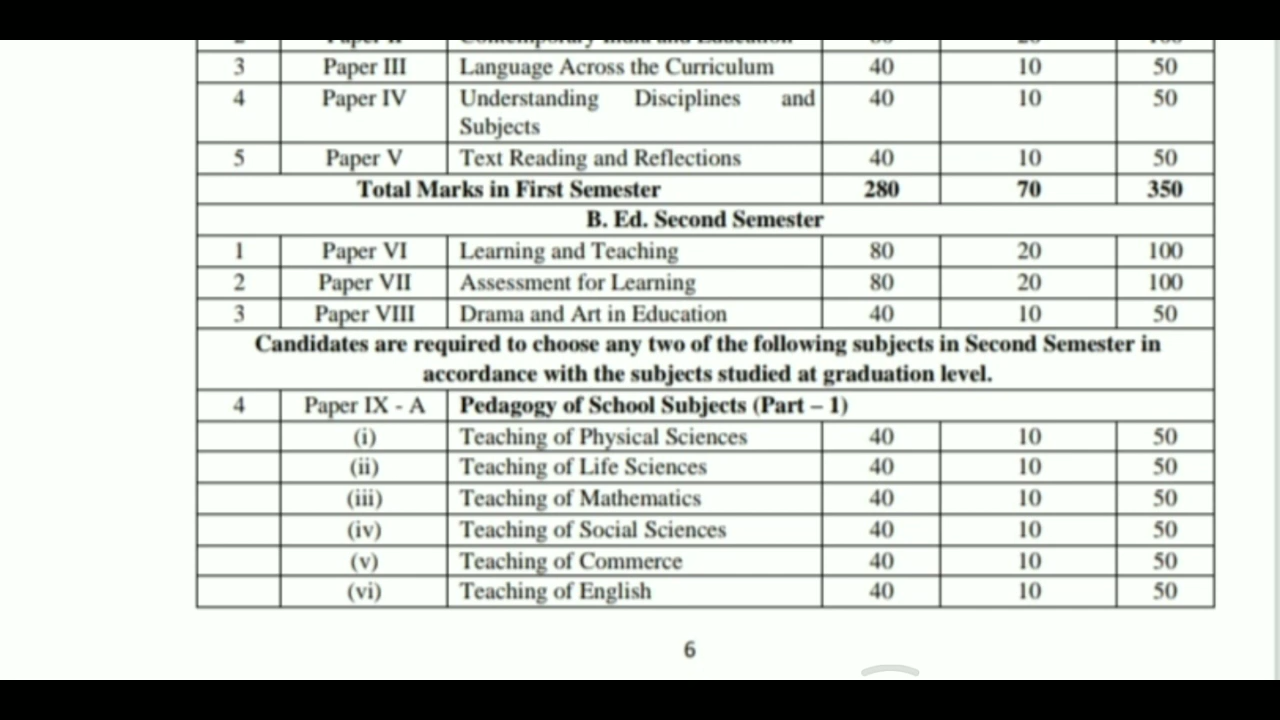 3 Paper III Language Across the Curriculum 40 10 50
4 Paper IV Understanding Disciplines and 40 10 50
Subjects
5 Paper V Text Reading and Reflections 40 10 50
Total Marks in First Semester 280 70 350
B. Ed. Second Semester
1 Paper VI Learning and Teaching 80 20 100
2 Paper VII Assessment for Learning 80 20 100
3 Paper VIII Drama and Art in Education 40 10 50
Candidates are required to choose any two of the following subjects in Second Semester in
accordance with the subjects studied at graduation level.
4 Paper IX - A Pedagogy of School Subjects (Part – 1)
(i) Teaching of Physical Sciences 40 10 50
(ii) Teaching of Life Sciences 40 10 50
(iii) Teaching of Mathematics 40 10 50
(iv) Teaching of Social Sciences 40 10 50
(v) Teaching of Commerce 40 10 50
(vi) Teaching of English 40 10 50
6